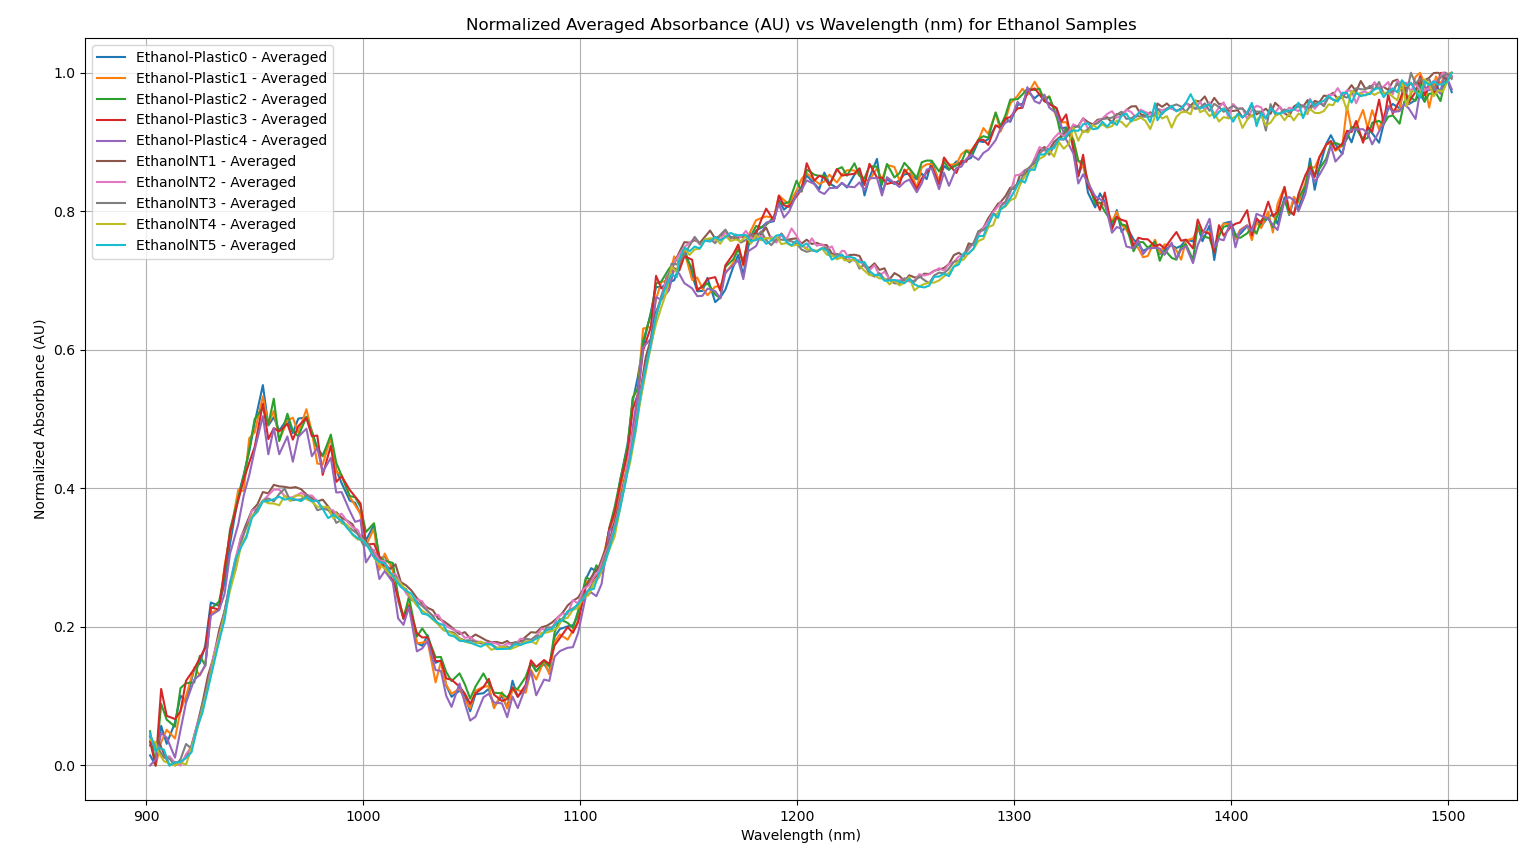 Normalized Averaged Absorbance (AU) vs Wavelength (nm) for Ethanol Samples
Ethanol-Plastic0 - Averaged
Ethanol-Plastic1 - Averaged
Ethanol-Plastic2 - Averaged
Ethanol-Plastic3 - Averaged
Ethanol-Plastic4 - Averaged
EthanolNT1 - Averaged
EthanolNT2 - Averaged
EthanolNT3 - Averaged
EthanolNT4 - Averaged
EthanolNT5 - Averaged
Normalized Absorbance (AU)
1.0
0.8
0.6
0.4
0.2
0.0
900 1000 1100 1200 1300 1400 1500
Wavelength (nm)